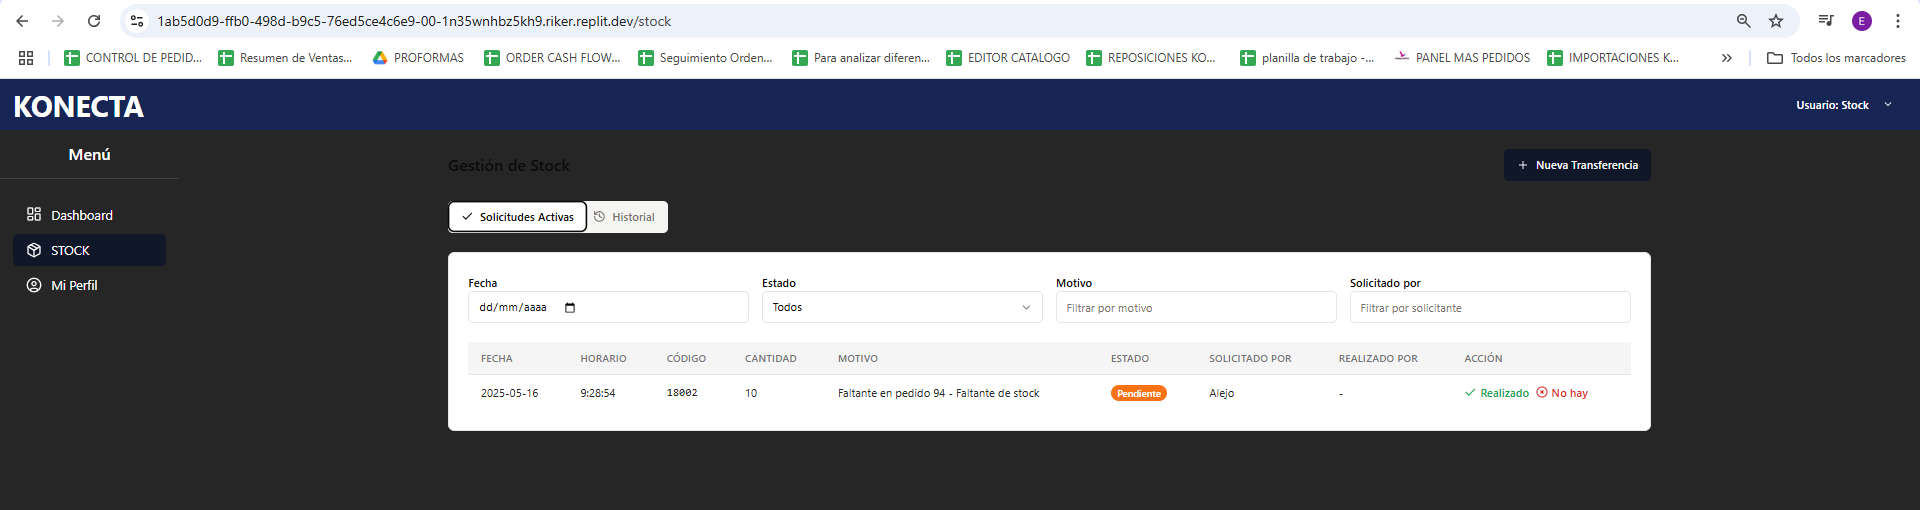 1ab5d0d9-ffb0-498d-b9c5-76ed5ce4c6e9-00-1n35wnhbz5kh9.riker.replit.dev/stock
E
CONTROL DE PEDID... Resumen de Ventas... PROFORMAS ORDER CASH FLOW... Seguimiento Orden... Para analizar diferen... EDITOR CATALOGO REPOSICIONES KO... planilla de trabajo -... PANEL MAS PEDIDOS IMPORTACIONES K... » Todos los marcadores
KONECTA
Usuario: Stock
Menú
Dashboard
STOCK
Mi Perfil
Gestión de Stock
+ Nueva Transferencia
Solicitudes Activas Historial
Fecha Estado Motivo Solicitado por
dd/mm/aaaa Todos Filtrar por motivo Filtrar por solicitante
FECHA HORARIO CÓDIGO CANTIDAD MOTIVO ESTADO SOLICITADO POR REALIZADO POR ACCIÓN
2025-05-16 9:28:54 18002 10 Faltante en pedido 94 - Faltante de stock Pendiente Alejo - Realizado No hay